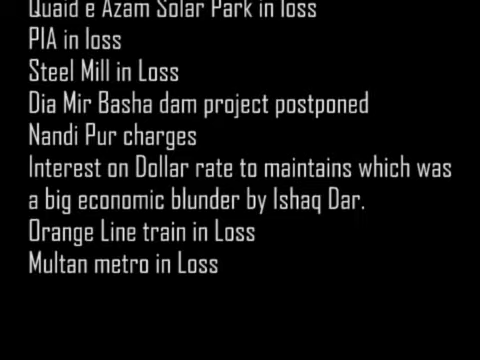 Quaid e Azam Solar Park in loss
PIA in loss
Steel Mill in Loss
Dia Mir Basha dam project postponed
Nandi Pur charges
Interest on Dollar rate to maintains which was
a big economic blunder by Ishaq Dar.
Orange Line train in Loss
Multan metro in Loss